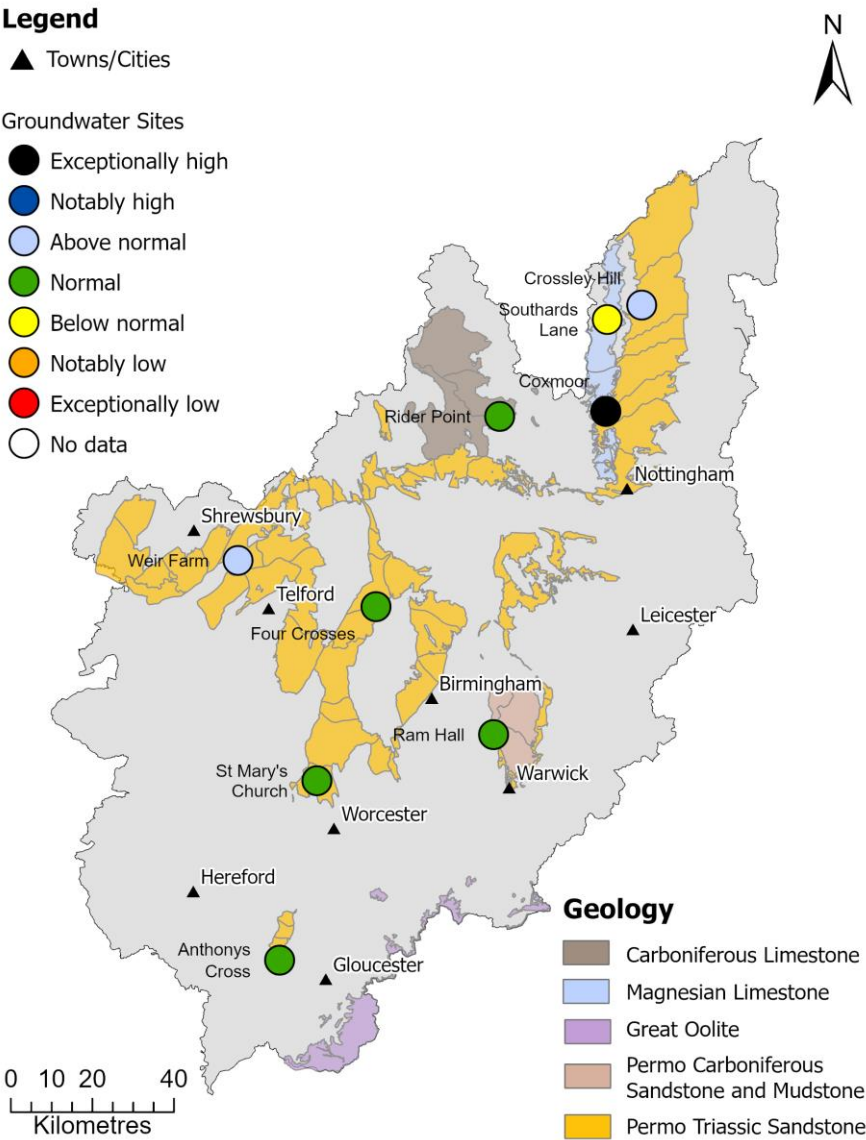 Legend
Towns/Cities
Groundwater Sites
Exceptionally high
Notably high
Above normal
Normal
Below normal
Notably low
Exceptionally low
No data
N
Crossley Hill
Southards
Lane
Coxmoor
Rider Point
Nottingham
Shrewsbury
Weir Farm
Telford
Four Crosses
Leicester
Birmingham
Ram Hall
St Mary's
Church
Warwick
Worcester
Hereford
Anthonys
Cross
Gloucester
Geology
Carboniferous Limestone
Magnesian Limestone
Great Oolite
Permo Carboniferous
Sandstone and Mudstone
Permo Triassic Sandstone
0 10 20 40
Kilometres